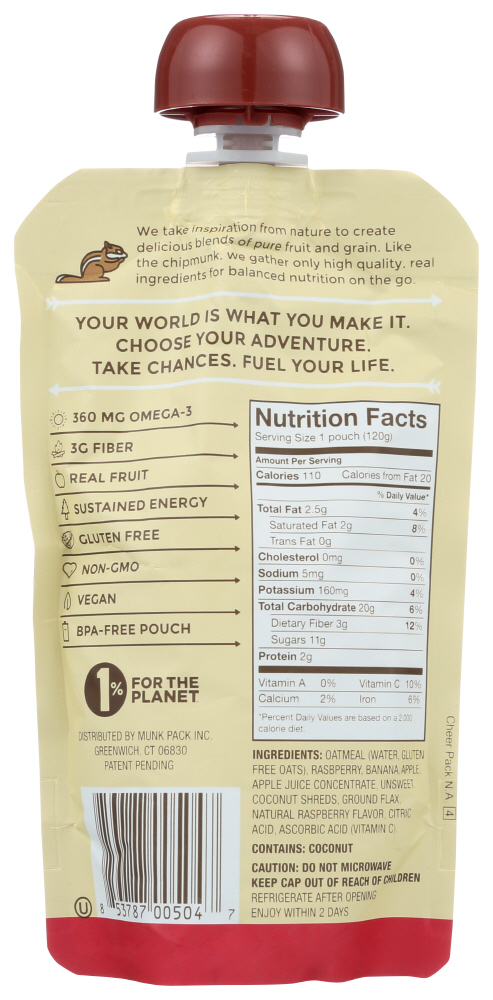 We take inspiration from nature to create
delicious blends of pure fruit and grain. Like
the chipmunk, we gather only high quality, real
ingredients for balanced nutrition on the go.
YOUR WORLD IS WHAT YOU MAKE IT.
CHOOSE YOUR ADVENTURE.
TAKE CHANCES. FUEL YOUR LIFE.
360 MG OMEGA-3
3G FIBER
REAL FRUIT
SUSTAINED ENERGY
GLUTEN FREE
NON-GMO
VEGAN
BPA-FREE POUCH
1% FOR THE
PLANET
DISTRIBUTED BY MUNK PACK INC.
GREENWICH, CT 06830
PATENT PENDING
U
8 53787 00504 7
Nutrition Facts
Serving Size 1 pouch (120g)
Amount Per Serving
Calories 110 Calories from Fat 20
% Daily Value*
Total Fat 2.5g 4%
Saturated Fat 2g 8%
Trans Fat 0g
Cholesterol 0mg 0%
Sodium 5mg 0%
Potassium 160mg 4%
Total Carbohydrate 20g 6%
Dietary Fiber 3g 12%
Sugars 11g
Protein 2g
Vitamin A 0% Vitamin C 10%
Calcium 2% Iron 6%
*Percent Daily Values are based on a 2,000
calorie diet.
INGREDIENTS: OATMEAL (WATER, GLUTEN
FREE OATS), RASPBERRY, BANANA, APPLE,
APPLE JUICE CONCENTRATE, UNSWEET
COCONUT SHREDS, GROUND FLAX,
NATURAL RASPBERRY FLAVOR, CITRIC
ACID, ASCORBIC ACID (VITAMIN C)
CONTAINS: COCONUT
CAUTION: DO NOT MICROWAVE
KEEP CAP OUT OF REACH OF CHILDREN
REFRIGERATE AFTER OPENING
ENJOY WITHIN 2 DAYS
Cheer Pack N.A. 4